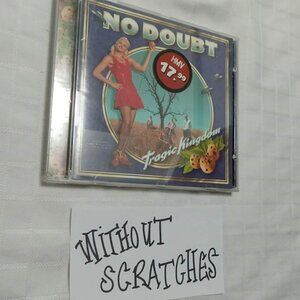 NO DOUBT
HMV
17.99
Tragic Kingdom
WITHOUT
SCRATCHES